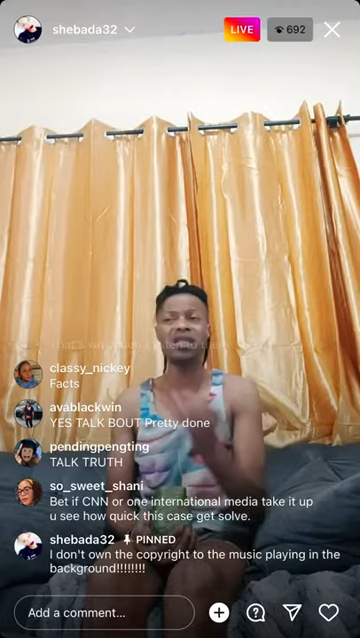 shebada32
LIVE
692
classy_nickey
Facts
avablackwin
YES TALK BOUT Pretty done
pendingpengting
TALK TRUTH
so_sweet_shani
Bet if CNN or one international media take it up
u see how quick this case get solve.
shebada32 PINNED
I don't own the copyright to the music playing in the
background!!!!!!!!
Add a comment...